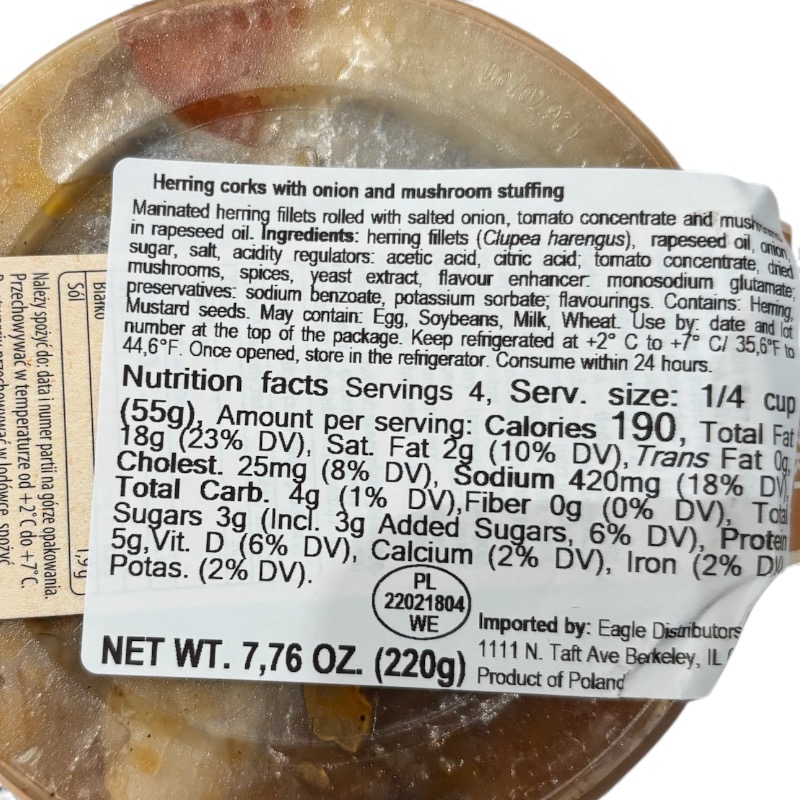 Herring corks with onion and mushroom stuffing
Marinated herring fillets rolled with salted onion, tomato concentrate and
in rapeseed oil. Ingredients: herring fillets (Clupea harengus), rapeseed oil, onion,
sugar, salt, acidity regulators: acetic acid, citric acid; tomato concentrate, dried
mushrooms, spices, yeast extract, flavour enhancer: monosodium glutamate;
preservatives: sodium benzoate, potassium sorbate; flavourings. Contains: Herring,
Mustard seeds. May contain: Egg, Soybeans, Milk, Wheat. Use by: date and lot
number at the top of the package. Keep refrigerated at +2° C to +7° C/ 35,6°F to
44,6°F. Once opened, store in the refrigerator. Consume within 24 hours.
Nutrition facts Servings 4, Serv. size: 1/4 cup
(55g), Amount per serving: Calories 190, Total Fat
18g (23% DV), Sat. Fat 2g (10% DV), Trans Fat 0g,
Cholest. 25mg (8% DV), Sodium 420mg (18% DV),
Total Carb. 4g (1% DV),Fiber 0g (0% DV), Total
Sugars 3g (Incl. 3g Added Sugars, 6% DV), Protein
5g,Vit. D (6% DV), Calcium (2% DV), Iron (2% DV),
Potas. (2% DV).
PL
22021804
WE
NET WT. 7,76 OZ. (220g)
Imported by: Eagle Distributors
1111 N. Taft Ave Berkeley, IL
Product of Poland
Białko
Sól
1,9 g
Należy spożyć do data i numer partii na górze opakowania.
Przechowywać w temperaturze od +2°C do +7°C.